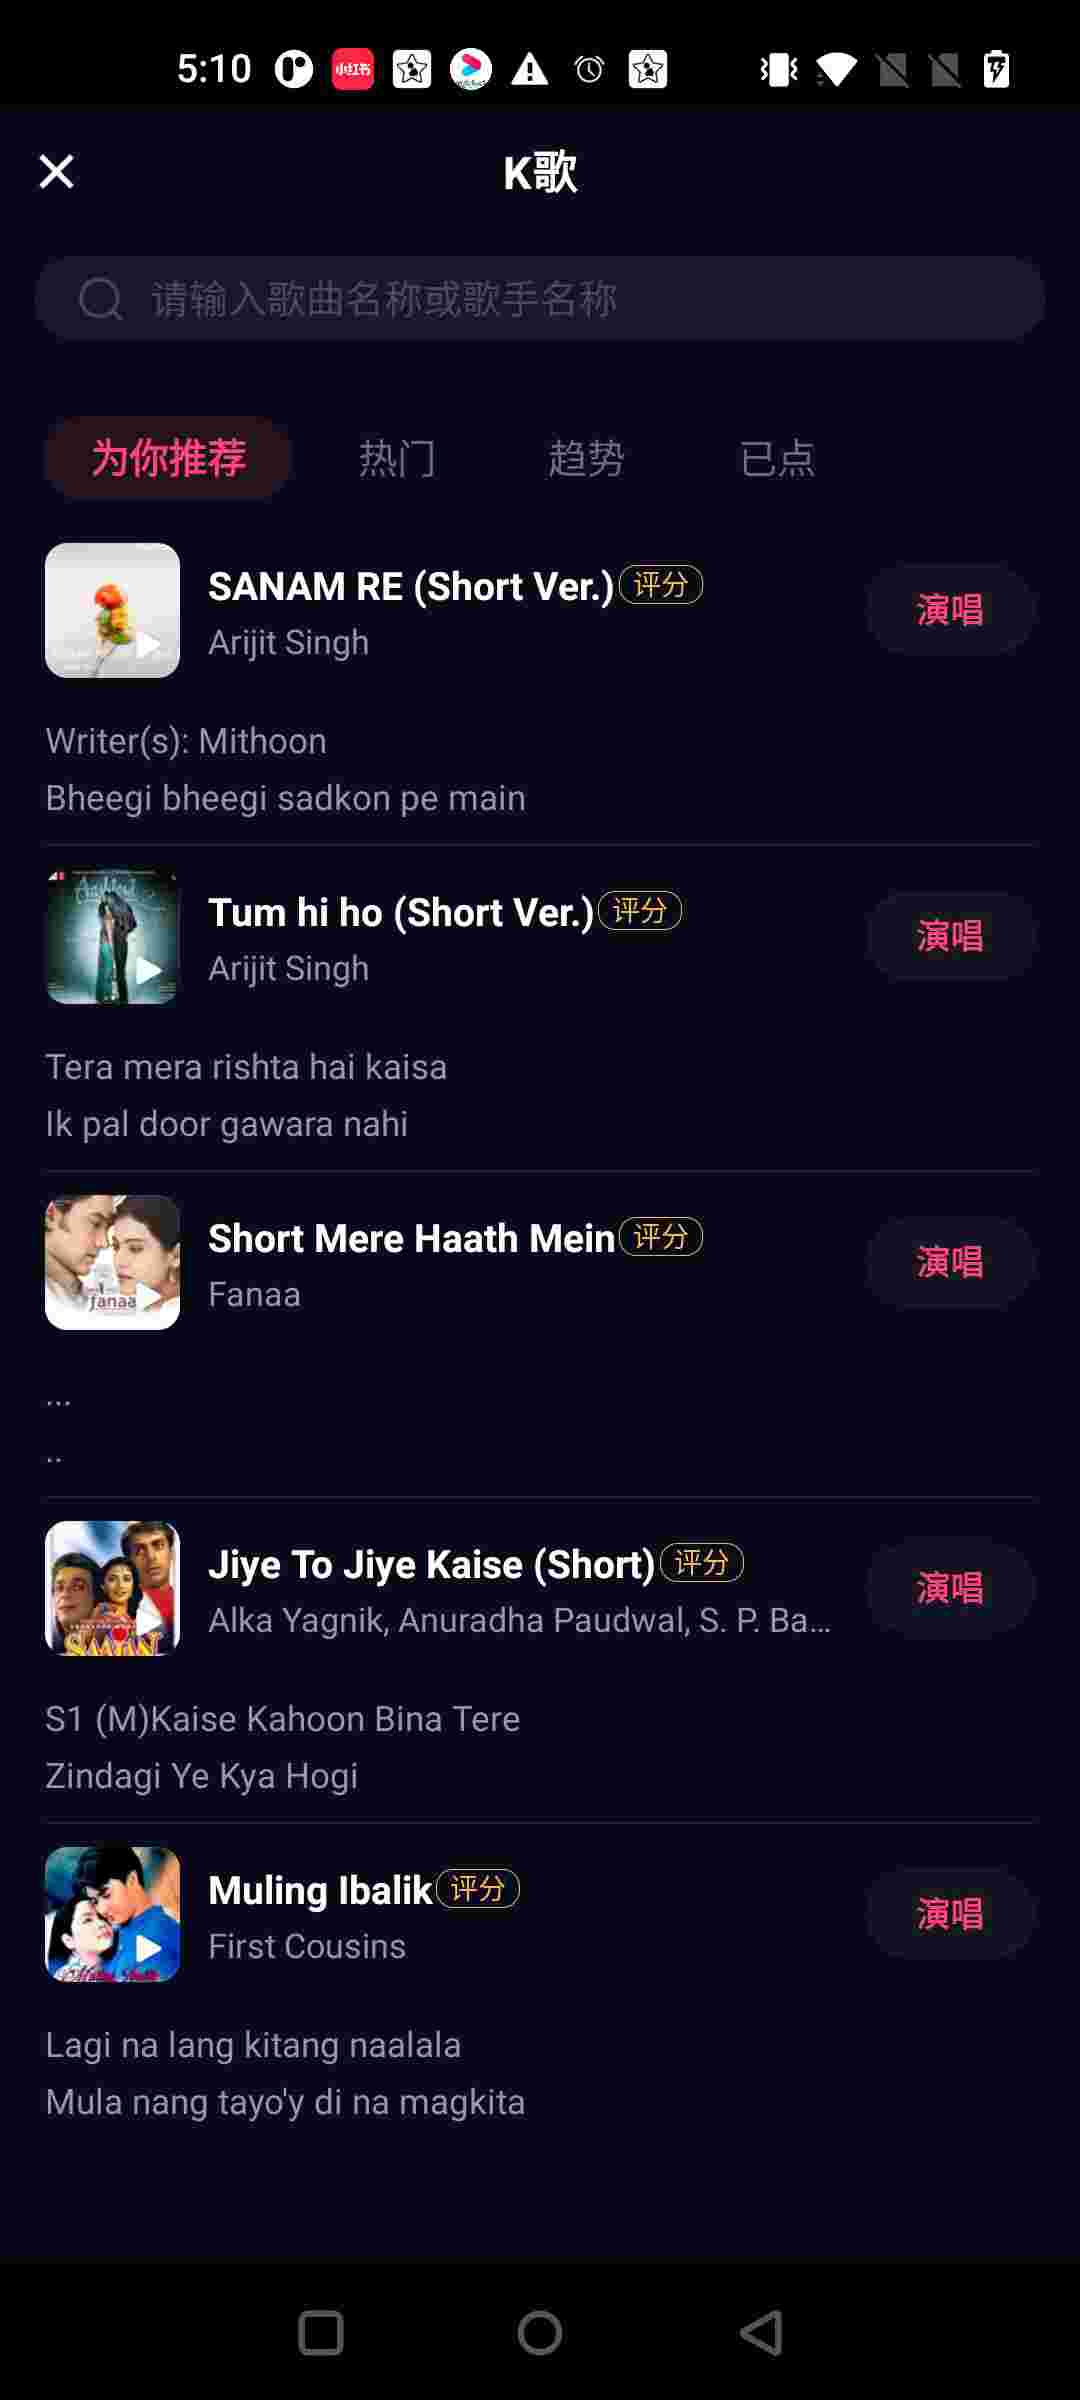 5:10
小红书
K歌
请输入歌曲名称或歌手名称
为你推荐 热门 趋势 已点
SANAM RE (Short Ver.) 评分
Arijit Singh
演唱
Writer(s): Mithoon
Bheegi bheegi sadkon pe main
Tum hi ho (Short Ver.) 评分
Arijit Singh
演唱
Tera mera rishta hai kaisa
Ik pal door gawara nahi
fanaa
Short Mere Haath Mein 评分
Fanaa
演唱
...
..
Jiye To Jiye Kaise (Short) 评分
Alka Yagnik, Anuradha Paudwal, S. P. Ba...
演唱
S1 (M)Kaise Kahoon Bina Tere
Zindagi Ye Kya Hogi
Muling Ibalik 评分
First Cousins
演唱
Lagi na lang kitang naalala
Mula nang tayo'y di na magkita